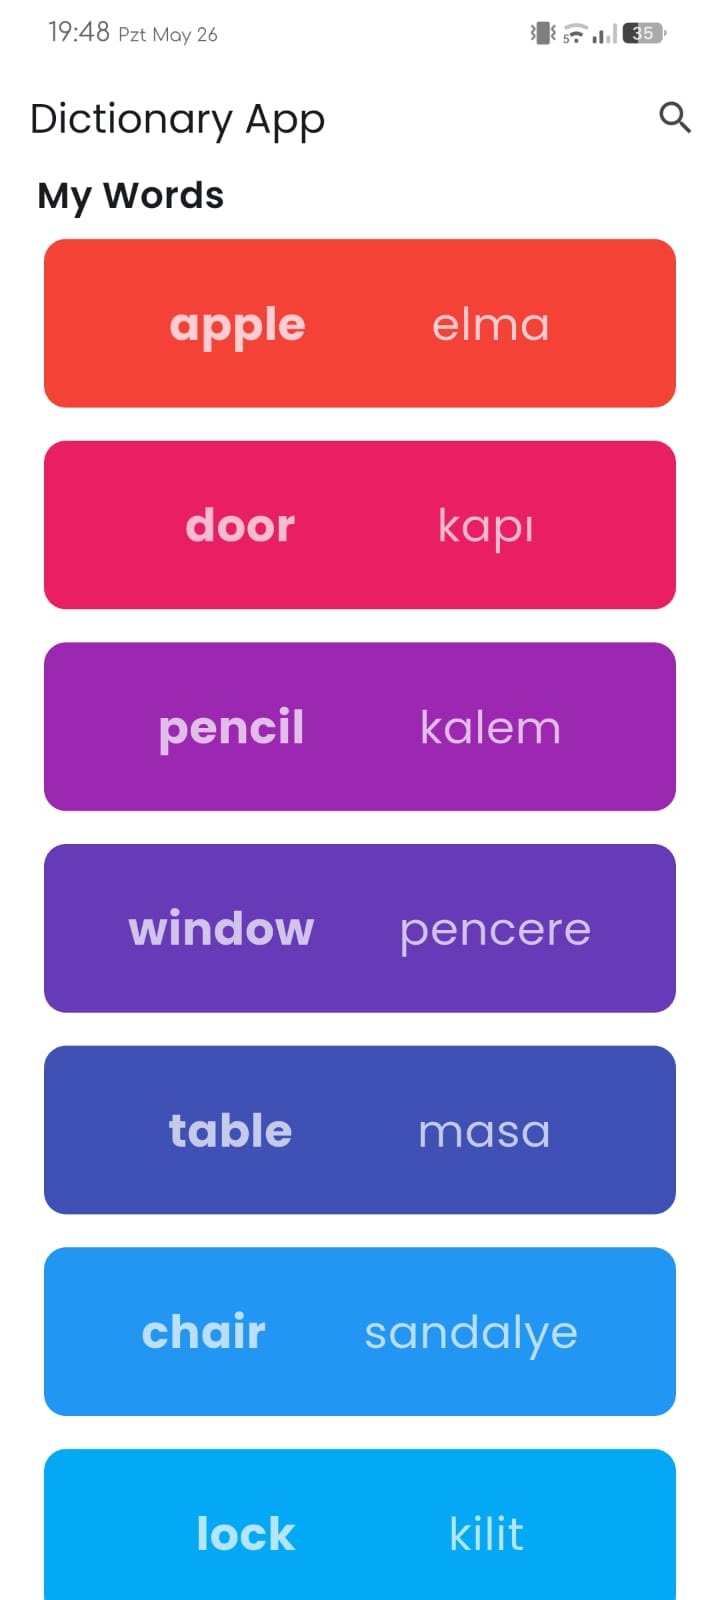 19:48 Pzt May 26
5 35
Dictionary App
My Words
apple elma
door kapı
pencil kalem
window pencere
table masa
chair sandalye
lock kilit